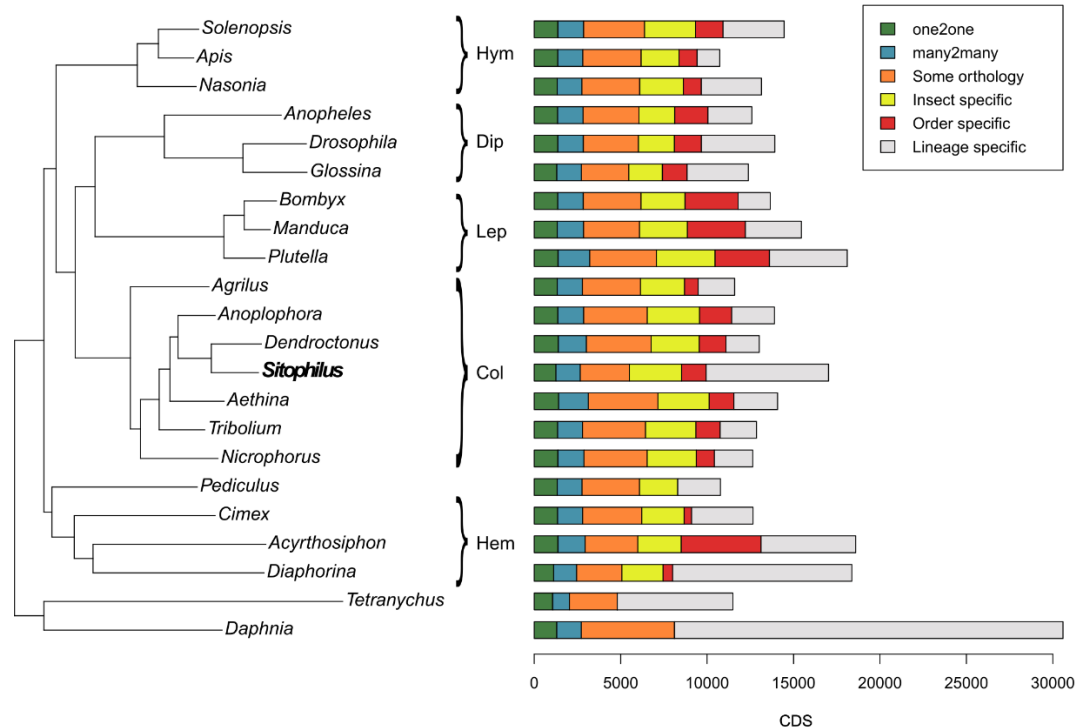 Solenopsis
Apis
Nasonia
Anopheles
Drosophila
Glossina
Bombyx
Manduca
Plutella
Agrilus
Anoplophora
Dendroctonus
Sitophilus
Aethina
Tribolium
Nicrophorus
Pediculus
Cimex
Acyrthosiphon
Diaphorina
Tetranychus
Daphnia
Hym
Dip
Lep
Col
Hem
one2one
many2many
Some orthology
Insect specific
Order specific
Lineage specific
0 5000 10000 15000 20000 25000 30000
CDS